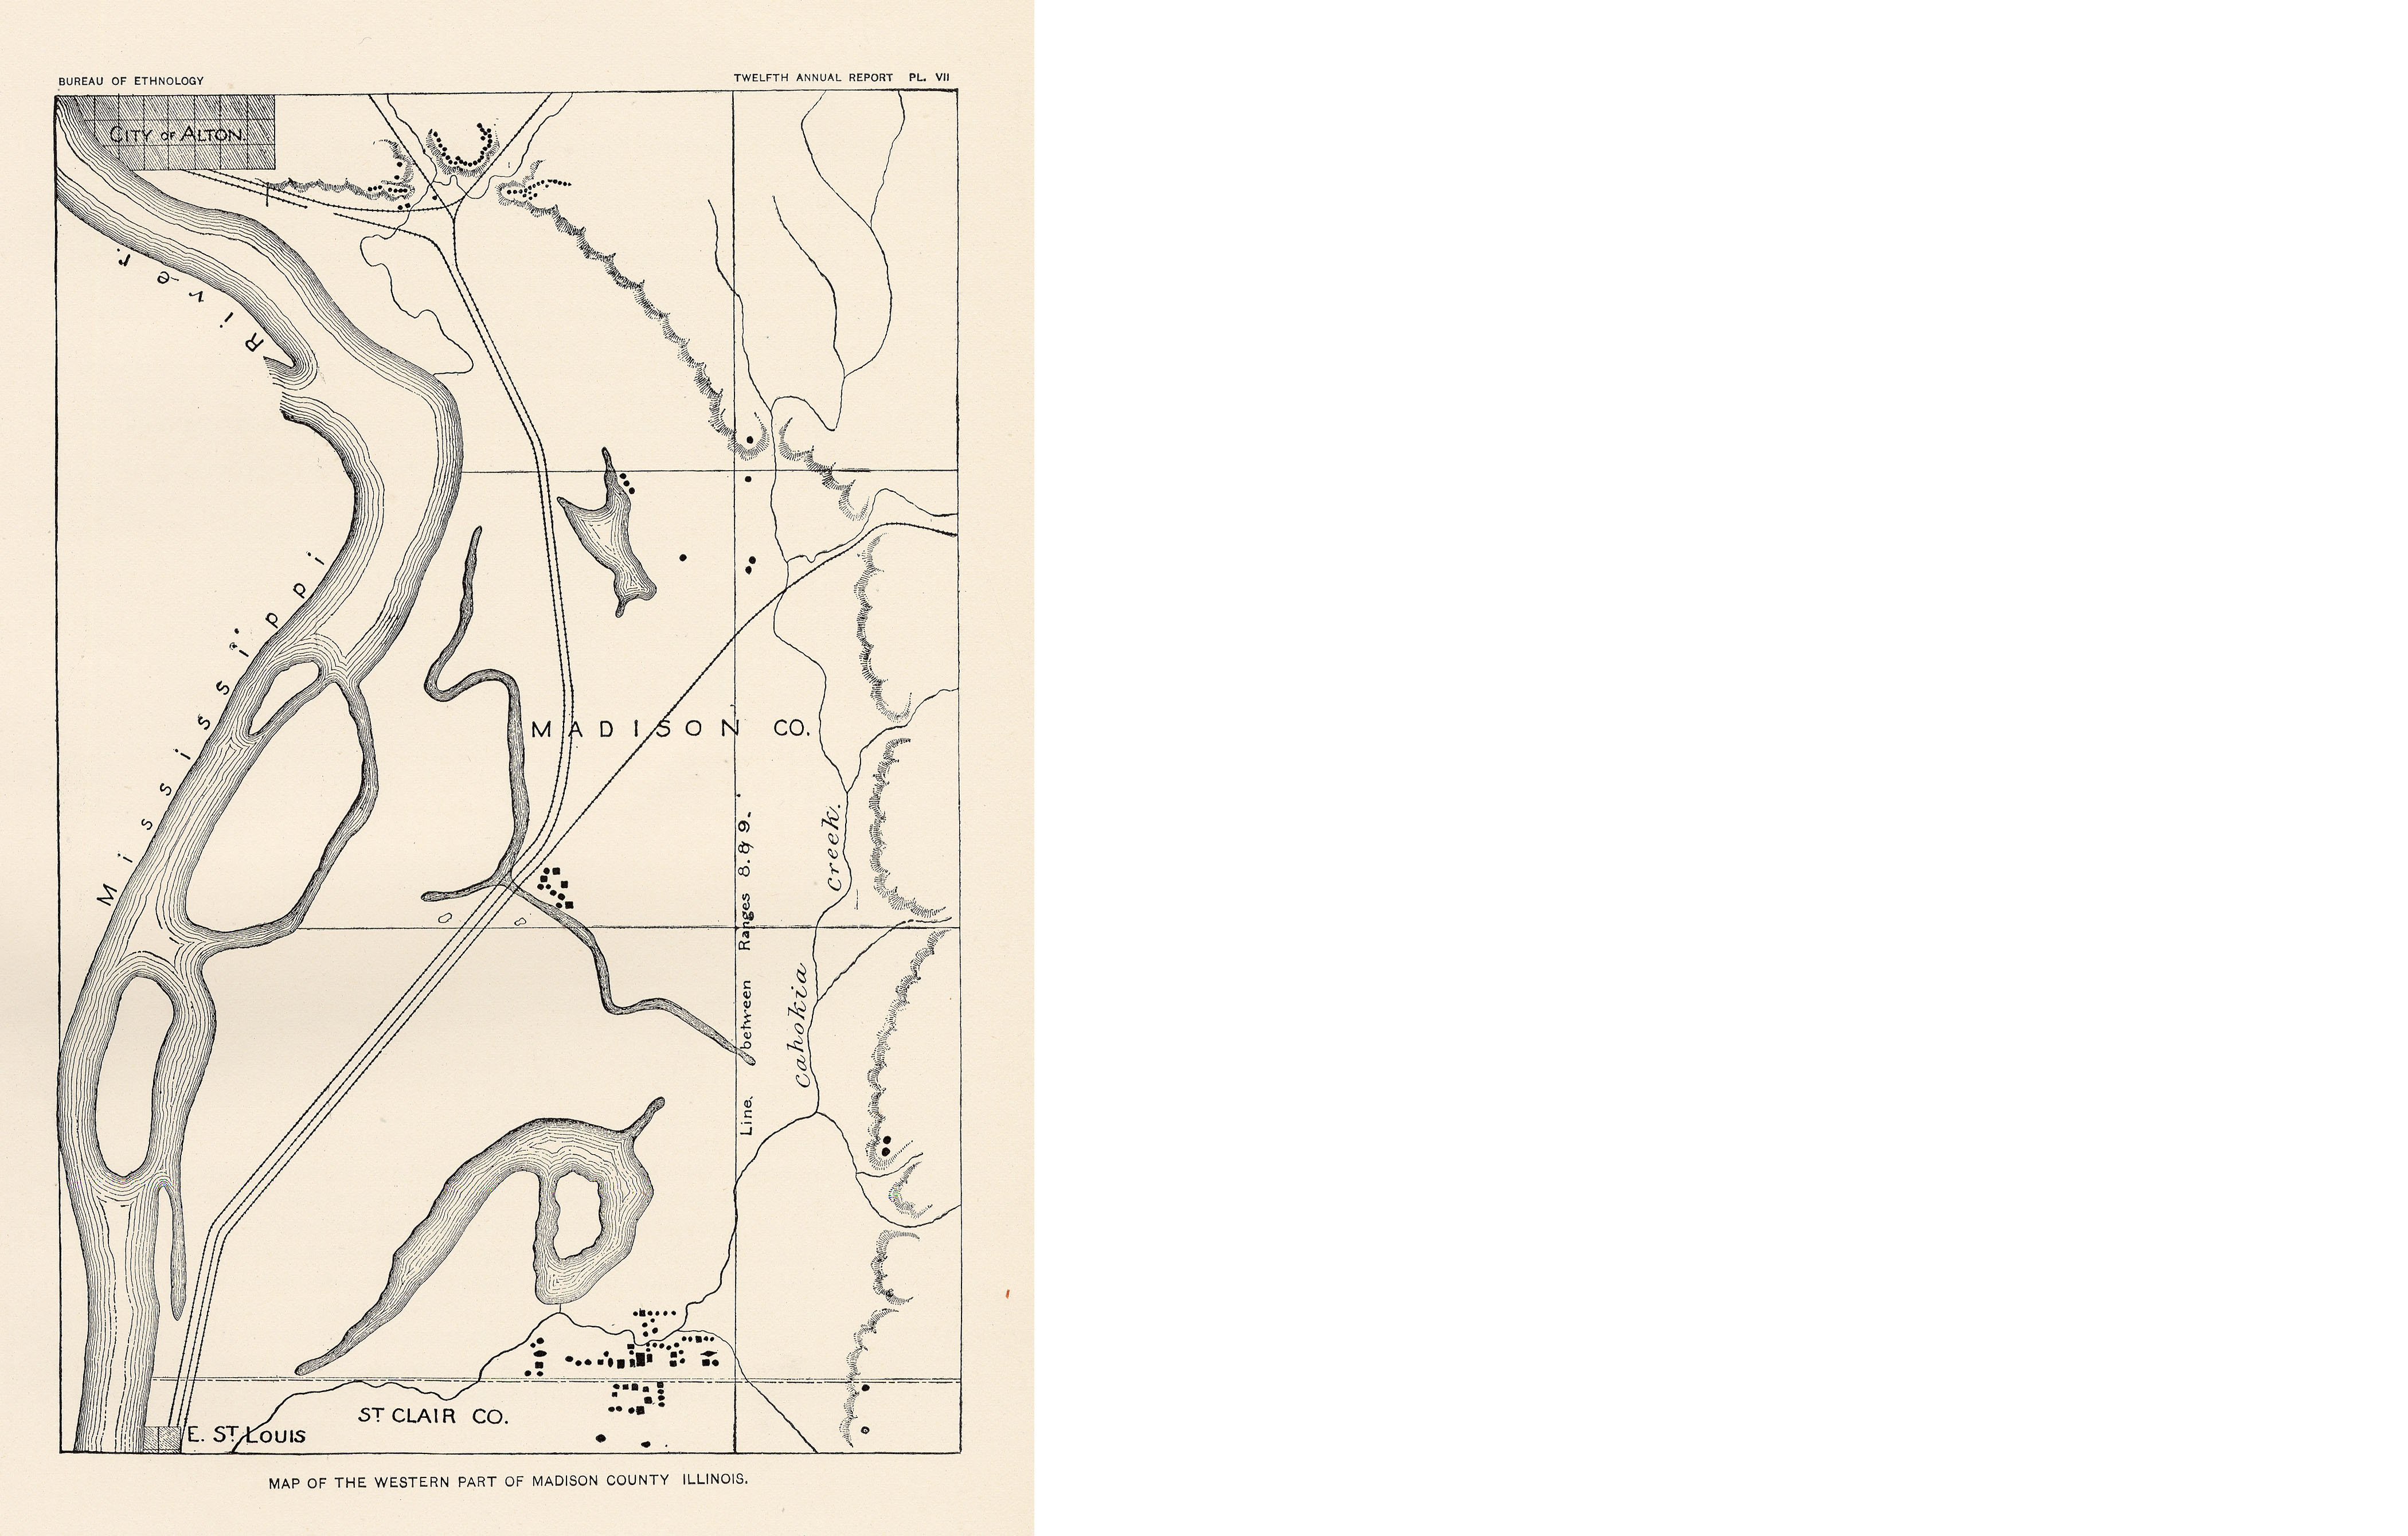 BUREAU OF ETHNOLOGY
TWELFTH ANNUAL REPORT PL. VII
CITY OF ALTON.
Mississippi River.
MADISON CO.
Line between Ranges 8. & 9.
Cahokia Creek.
ST CLAIR CO.
E. ST LOUIS
MAP OF THE WESTERN PART OF MADISON COUNTY ILLINOIS.